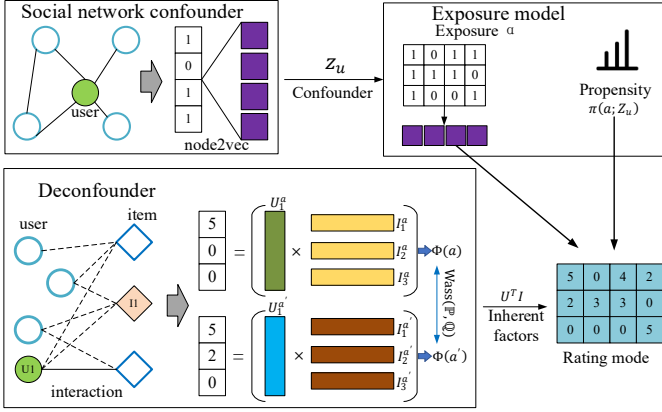 Social network confounder
user
1
0
1
1
node2vec
Z_u
Confounder
Exposure model
Exposure α
1 0 1 1
1 1 1 0
1 0 0 1
Propensity
π(a; Z_u)
Deconfounder
user
item
I1
U1
interaction
5
0
0
=
U_1^a
×
I_1^a
I_2^a
I_3^a
Φ(a)
5
2
0
=
U_1^{a'}
×
I_1^{a'}
I_2^{a'}
I_3^{a'}
Φ(a')
Wass(ℙ, ℚ)
U^T I
Inherent
factors
5 0 4 2
2 3 3 0
0 0 0 5
Rating mode